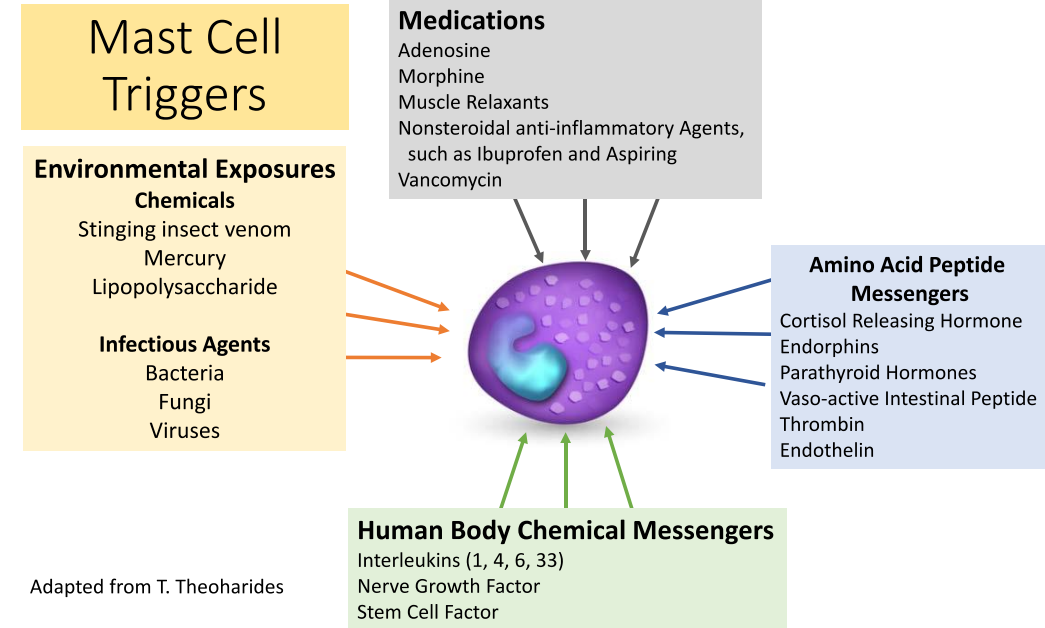 Mast Cell
Triggers
Medications
Adenosine
Morphine
Muscle Relaxants
Nonsteroidal anti-inflammatory Agents,
such as Ibuprofen and Aspiring
Vancomycin
Environmental Exposures
Chemicals
Stinging insect venom
Mercury
Lipopolysaccharide
Infectious Agents
Bacteria
Fungi
Viruses
Amino Acid Peptide
Messengers
Cortisol Releasing Hormone
Endorphins
Parathyroid Hormones
Vaso-active Intestinal Peptide
Thrombin
Endothelin
Human Body Chemical Messengers
Interleukins (1, 4, 6, 33)
Nerve Growth Factor
Stem Cell Factor
Adapted from T. Theoharides